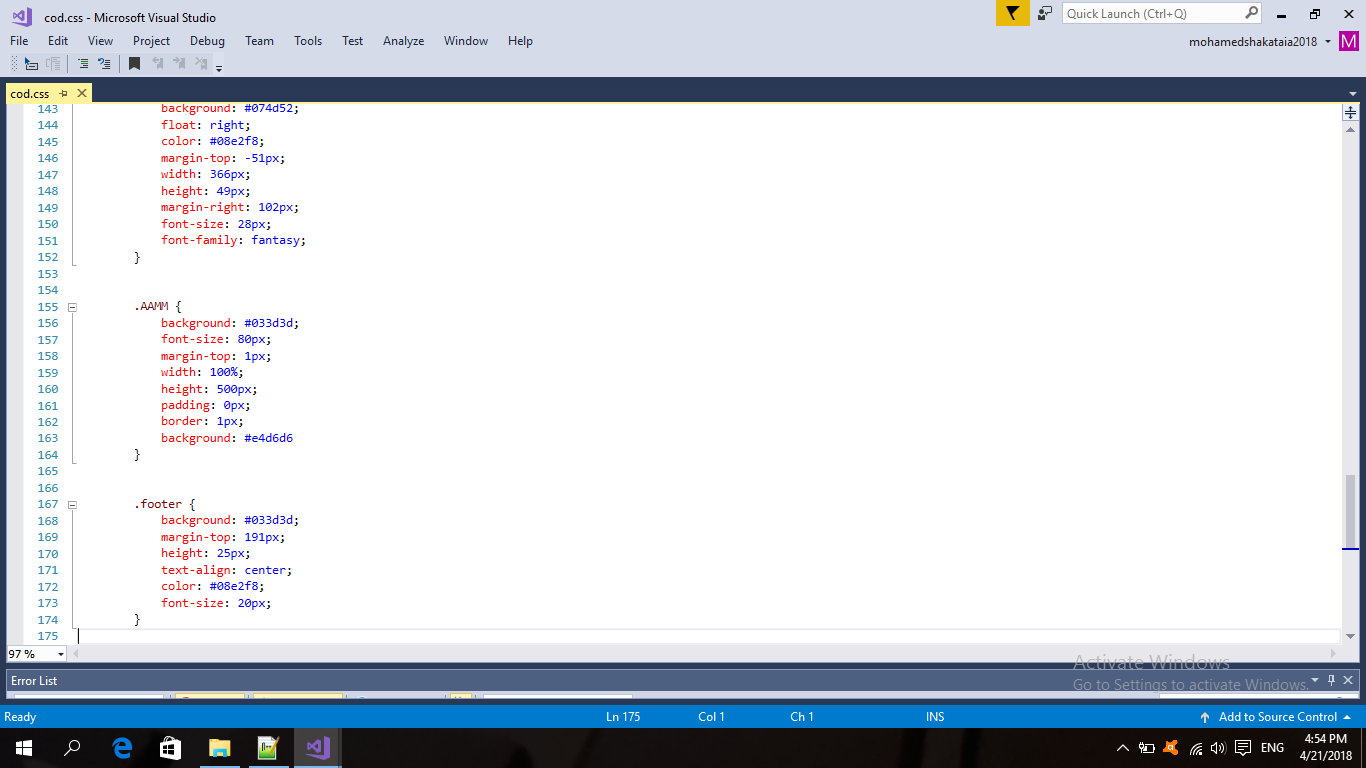 cod.css - Microsoft Visual Studio
Quick Launch (Ctrl+Q)
File Edit View Project Debug Team Tools Test Analyze Window Help
mohamedshakataia2018 M
cod.css
143 background: #074d52;
144 float: right;
145 color: #08e2f8;
146 margin-top: -51px;
147 width: 366px;
148 height: 49px;
149 margin-right: 102px;
150 font-size: 28px;
151 font-family: fantasy;
152 }
153
154
155 .AAMM {
156 background: #033d3d;
157 font-size: 80px;
158 margin-top: 1px;
159 width: 100%;
160 height: 500px;
161 padding: 0px;
162 border: 1px;
163 background: #e4d6d6
164 }
165
166
167 .footer {
168 background: #033d3d;
169 margin-top: 191px;
170 height: 25px;
171 text-align: center;
172 color: #08e2f8;
173 font-size: 20px;
174 }
175
97 %
Activate Windows
Go to Settings to activate Windows.
Error List
Ready Ln 175 Col 1 Ch 1 INS Add to Source Control
ENG
4:54 PM
4/21/2018